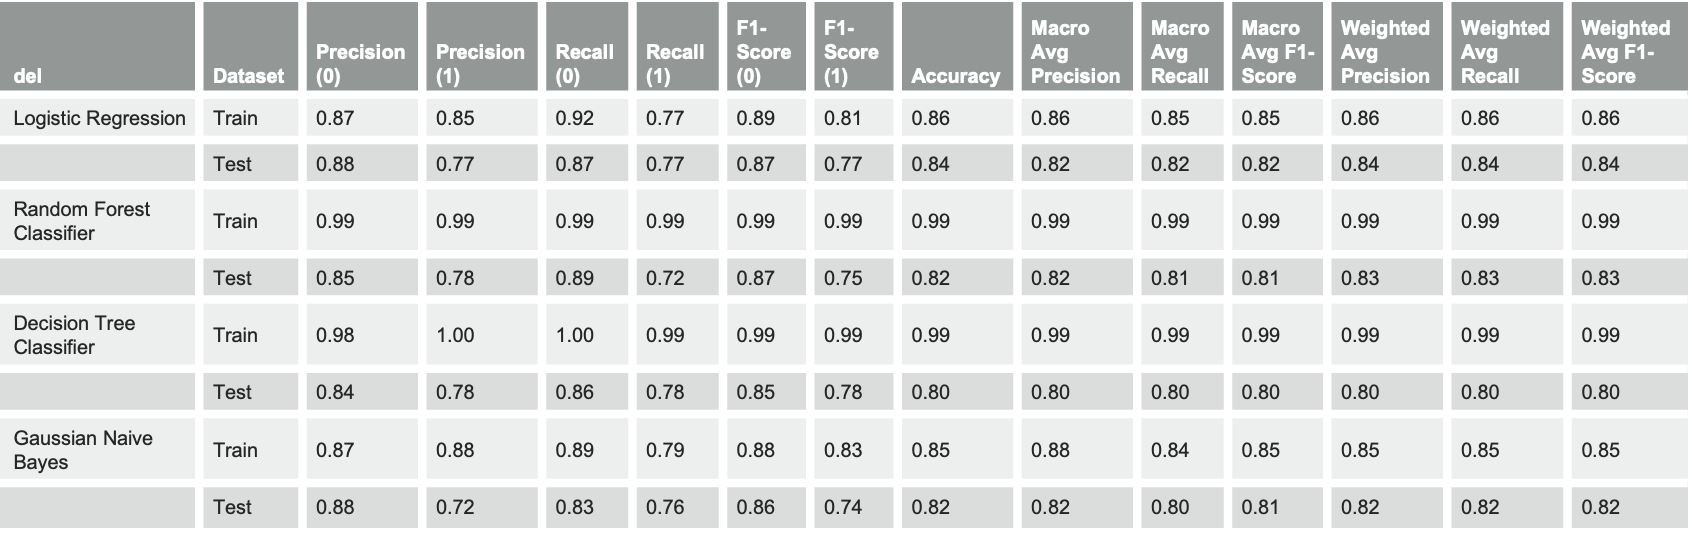 del Dataset Precision (0) Precision (1) Recall (0) Recall (1) F1-Score (0) F1-Score (1) Accuracy Macro Avg Precision Macro Avg Recall Macro Avg F1-Score Weighted Avg Precision Weighted Avg Recall Weighted Avg F1-Score
Logistic Regression Train 0.87 0.85 0.92 0.77 0.89 0.81 0.86 0.86 0.85 0.85 0.86 0.86 0.86
Test 0.88 0.77 0.87 0.77 0.87 0.77 0.84 0.82 0.82 0.82 0.84 0.84 0.84
Random Forest Classifier Train 0.99 0.99 0.99 0.99 0.99 0.99 0.99 0.99 0.99 0.99 0.99 0.99 0.99
Test 0.85 0.78 0.89 0.72 0.87 0.75 0.82 0.82 0.81 0.81 0.83 0.83 0.83
Decision Tree Classifier Train 0.98 1.00 1.00 0.99 0.99 0.99 0.99 0.99 0.99 0.99 0.99 0.99 0.99
Test 0.84 0.78 0.86 0.78 0.85 0.78 0.80 0.80 0.80 0.80 0.80 0.80 0.80
Gaussian Naive Bayes Train 0.87 0.88 0.89 0.79 0.88 0.83 0.85 0.88 0.84 0.85 0.85 0.85 0.85
Test 0.88 0.72 0.83 0.76 0.86 0.74 0.82 0.82 0.80 0.81 0.82 0.82 0.82